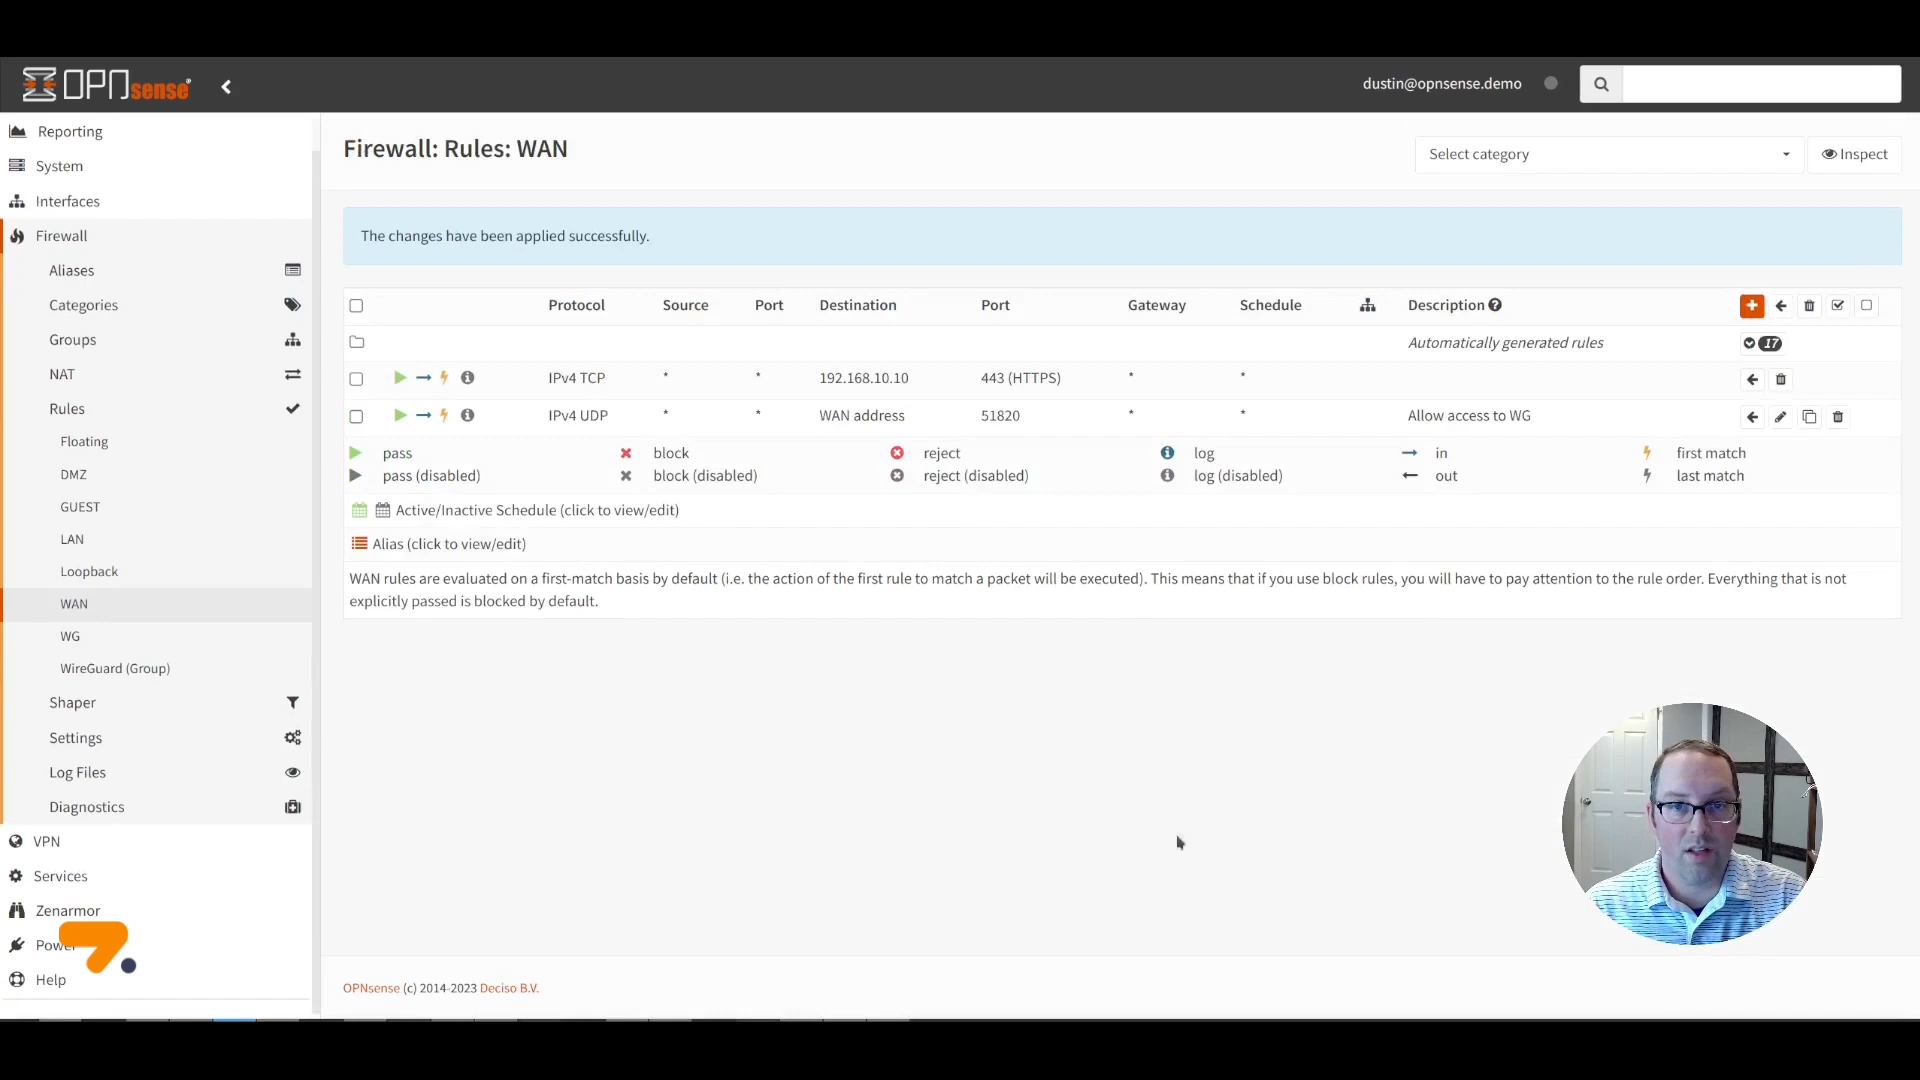 OPNsense
dustin@opnsense.demo
Reporting
System
Interfaces
Firewall
Aliases
Categories
Groups
NAT
Rules
Floating
DMZ
GUEST
LAN
Loopback
WAN
WG
WireGuard (Group)
Shaper
Settings
Log Files
Diagnostics
VPN
Services
Zenarmor
Power
Help
Firewall: Rules: WAN
Select category
Inspect
The changes have been applied successfully.
Protocol Source Port Destination Port Gateway Schedule Description
Automatically generated rules 17
IPv4 TCP * * 192.168.10.10 443 (HTTPS) * *
IPv4 UDP * * WAN address 51820 * * Allow access to WG
pass block reject log in first match
pass (disabled) block (disabled) reject (disabled) log (disabled) out last match
Active/Inactive Schedule (click to view/edit)
Alias (click to view/edit)
WAN rules are evaluated on a first-match basis by default (i.e. the action of the first rule to match a packet will be executed). This means that if you use block rules, you will have to pay attention to the rule order. Everything that is not
explicitly passed is blocked by default.
OPNsense (c) 2014-2023 Deciso B.V.